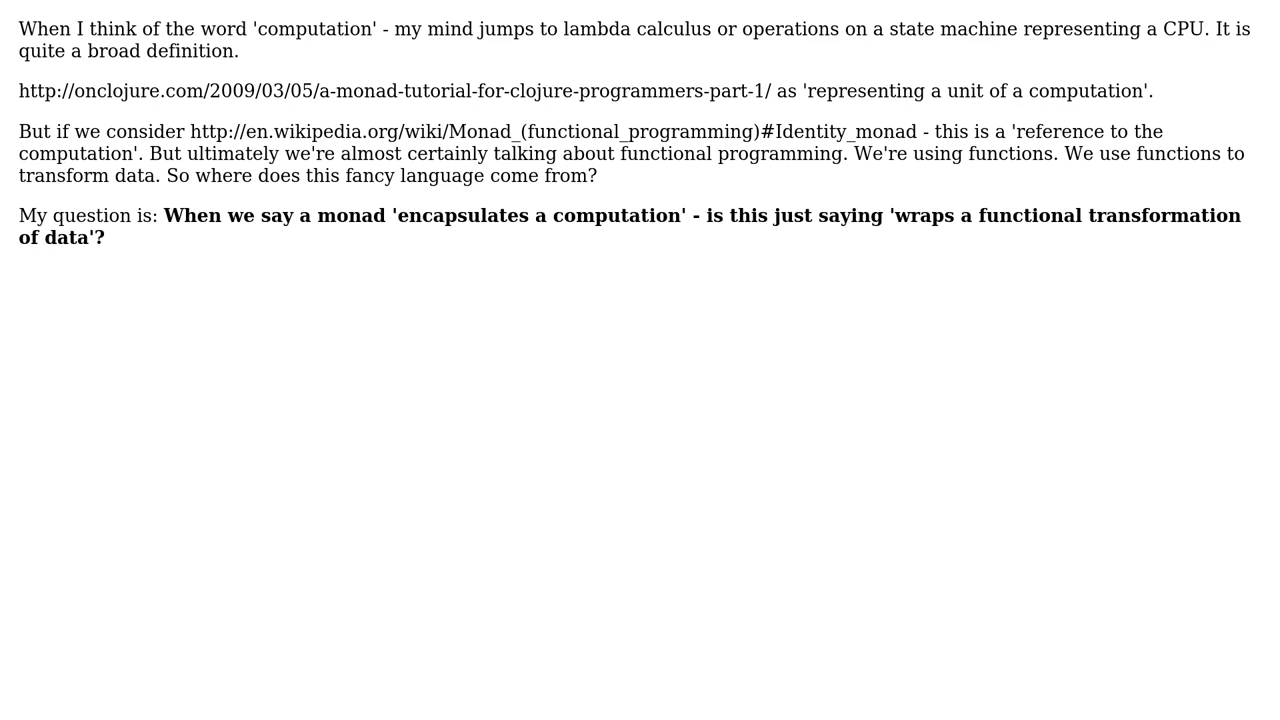 When I think of the word 'computation' - my mind jumps to lambda calculus or operations on a state machine representing a CPU. It is
quite a broad definition.
http://onclojure.com/2009/03/05/a-monad-tutorial-for-clojure-programmers-part-1/ as 'representing a unit of a computation'.
But if we consider http://en.wikipedia.org/wiki/Monad_(functional_programming)#Identity_monad - this is a 'reference to the
computation'. But ultimately we're almost certainly talking about functional programming. We're using functions. We use functions to
transform data. So where does this fancy language come from?
My question is: When we say a monad 'encapsulates a computation' - is this just saying 'wraps a functional transformation
of data'?